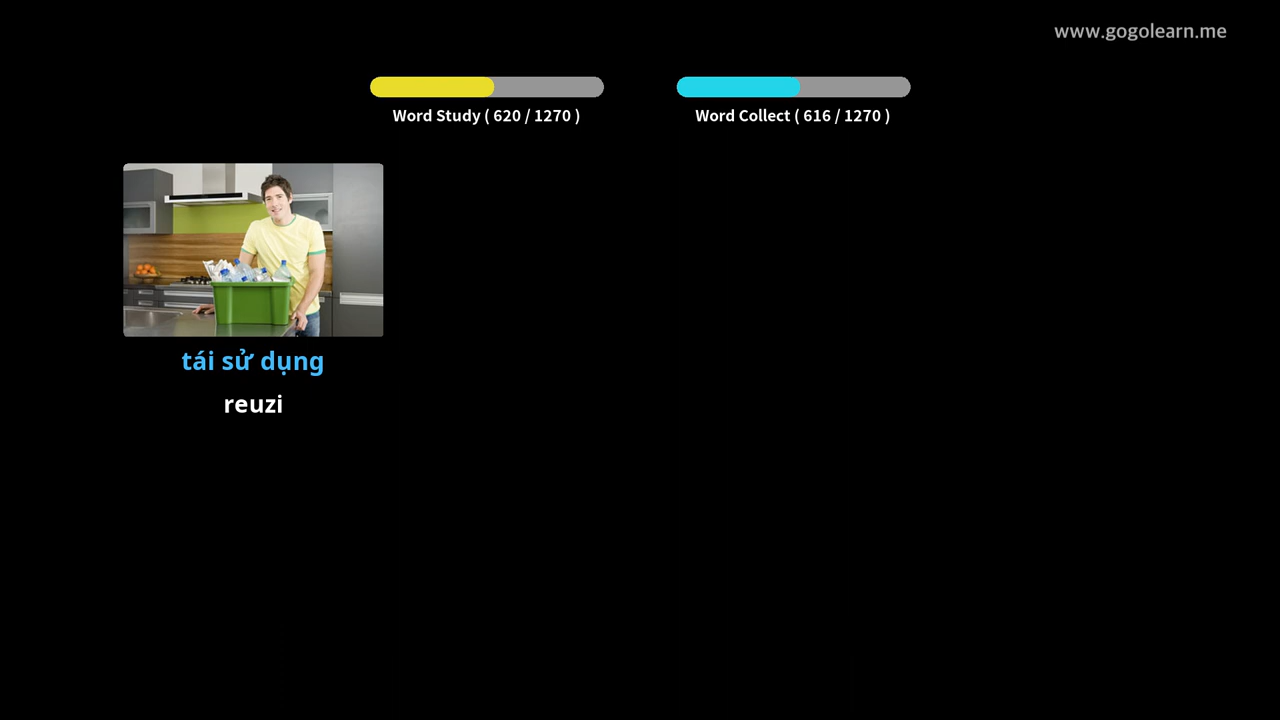 www.gogolearn.me
Word Study ( 620 / 1270 )
Word Collect ( 616 / 1270 )
tái sử dụng
reuzi